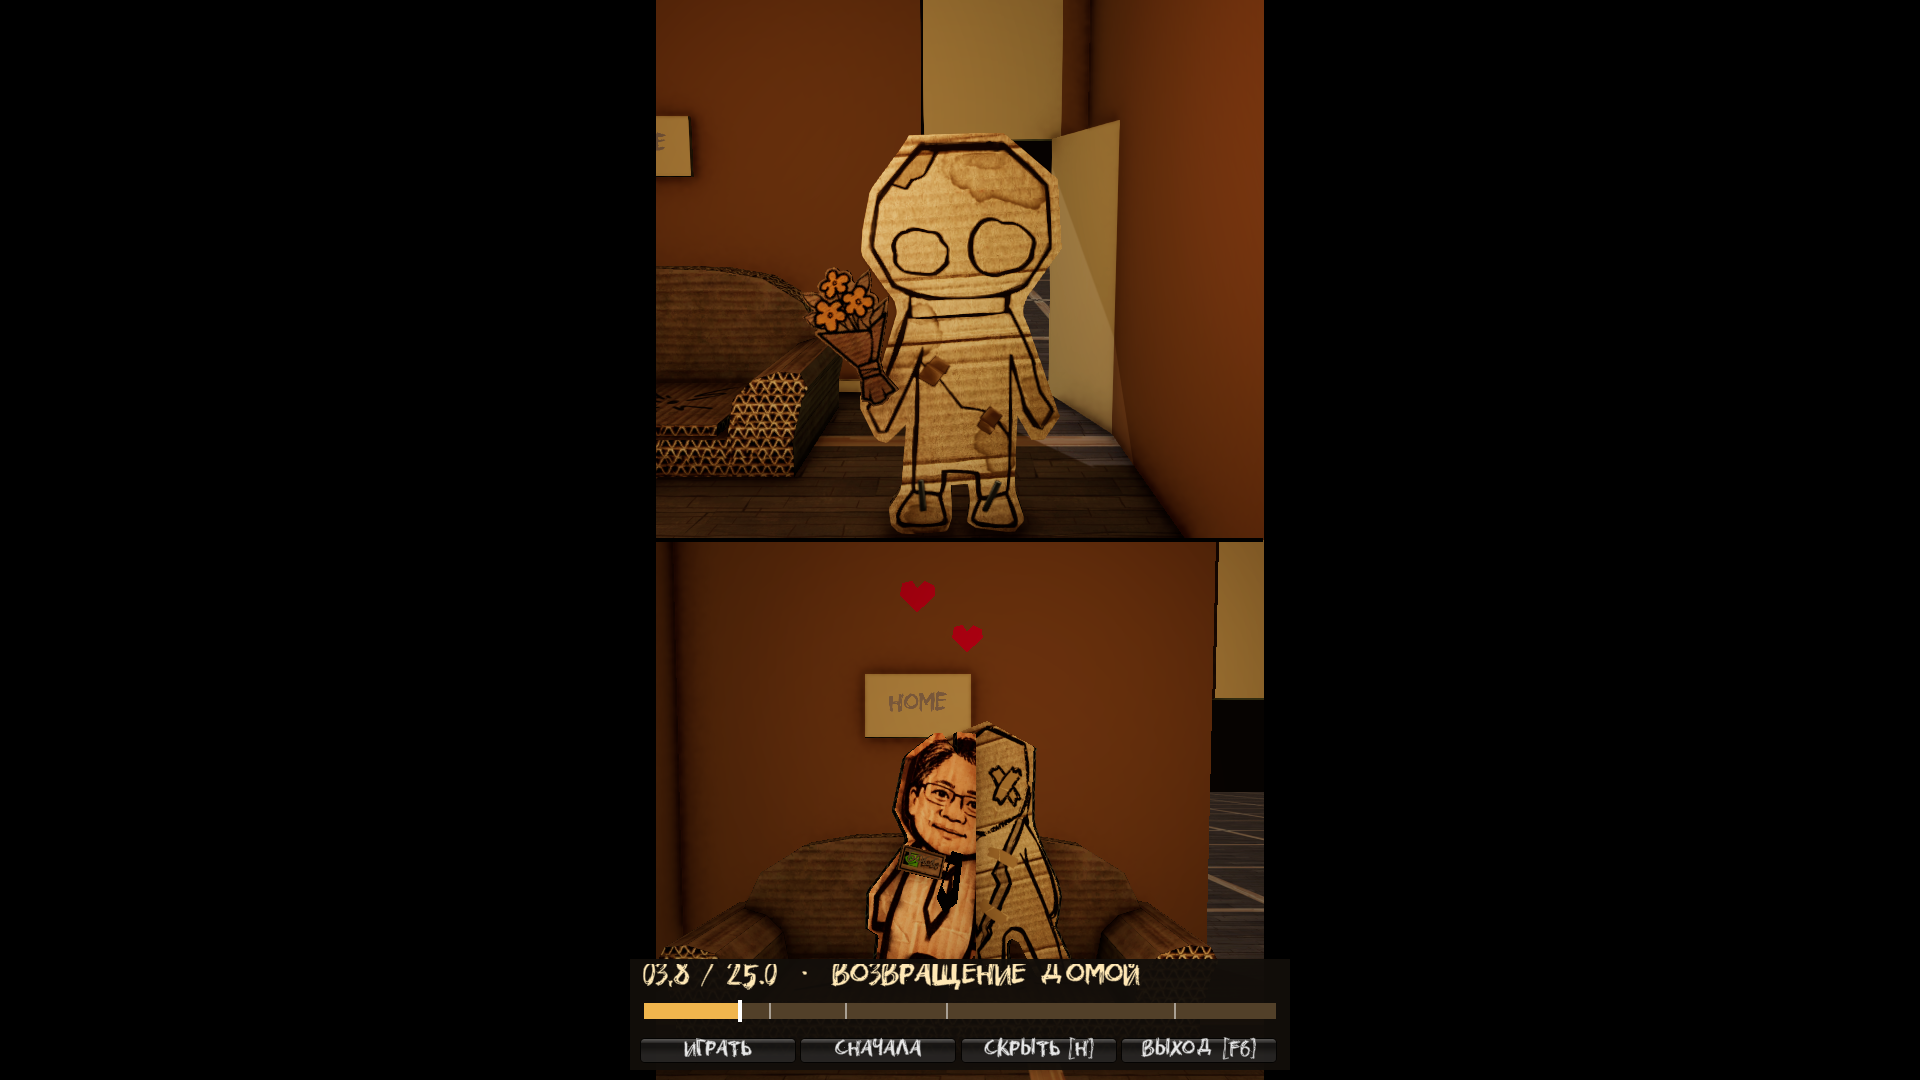 E
HOME
03.8 / 25.0 · ВОЗВРАЩЕНИЕ ДОМОЙ
ИГРАТЬ
СНАЧАЛА
СКРЫТЬ [H]
ВЫХОД [F6]